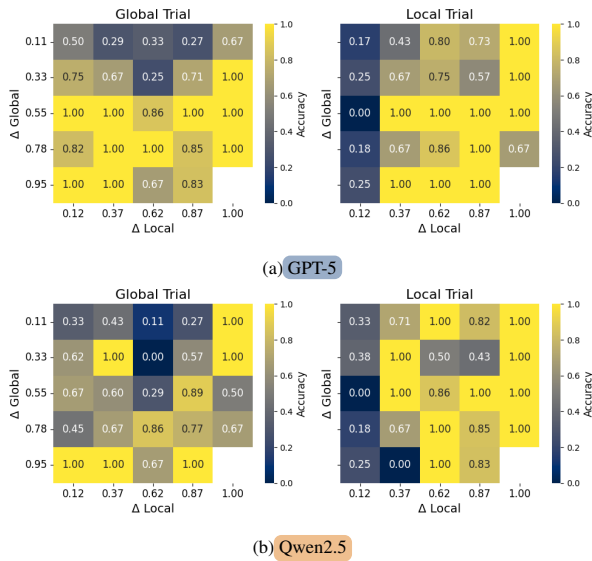 Global Trial
Local Trial
0.11 0.50 0.29 0.33 0.27 0.67
0.33 0.75 0.67 0.25 0.71 1.00
0.55 1.00 1.00 0.86 1.00 1.00
0.78 0.82 1.00 1.00 0.85 1.00
0.95 1.00 1.00 0.67 0.83
0.12 0.37 0.62 0.87 1.00
Δ Local
Δ Global
1.0
0.8
0.6
0.4
0.2
0.0
Accuracy
0.11 0.17 0.43 0.80 0.73 1.00
0.33 0.25 0.67 0.75 0.57 1.00
0.55 0.00 1.00 1.00 1.00 1.00
0.78 0.18 0.67 0.86 1.00 0.67
0.95 0.25 1.00 1.00 1.00
0.12 0.37 0.62 0.87 1.00
Δ Local
Δ Global
1.0
0.8
0.6
0.4
0.2
0.0
Accuracy
(a) GPT-5
Global Trial
Local Trial
0.11 0.33 0.43 0.11 0.27 1.00
0.33 0.62 1.00 0.00 0.57 1.00
0.55 0.67 0.60 0.29 0.89 0.50
0.78 0.45 0.67 0.86 0.77 0.67
0.95 1.00 1.00 0.67 1.00
0.12 0.37 0.62 0.87 1.00
Δ Local
Δ Global
1.0
0.8
0.6
0.4
0.2
0.0
Accuracy
0.11 0.33 0.71 1.00 0.82 1.00
0.33 0.38 1.00 0.50 0.43 1.00
0.55 0.00 1.00 0.86 1.00 1.00
0.78 0.18 0.67 1.00 0.85 1.00
0.95 0.25 0.00 1.00 0.83
0.12 0.37 0.62 0.87 1.00
Δ Local
Δ Global
1.0
0.8
0.6
0.4
0.2
0.0
Accuracy
(b) Qwen2.5